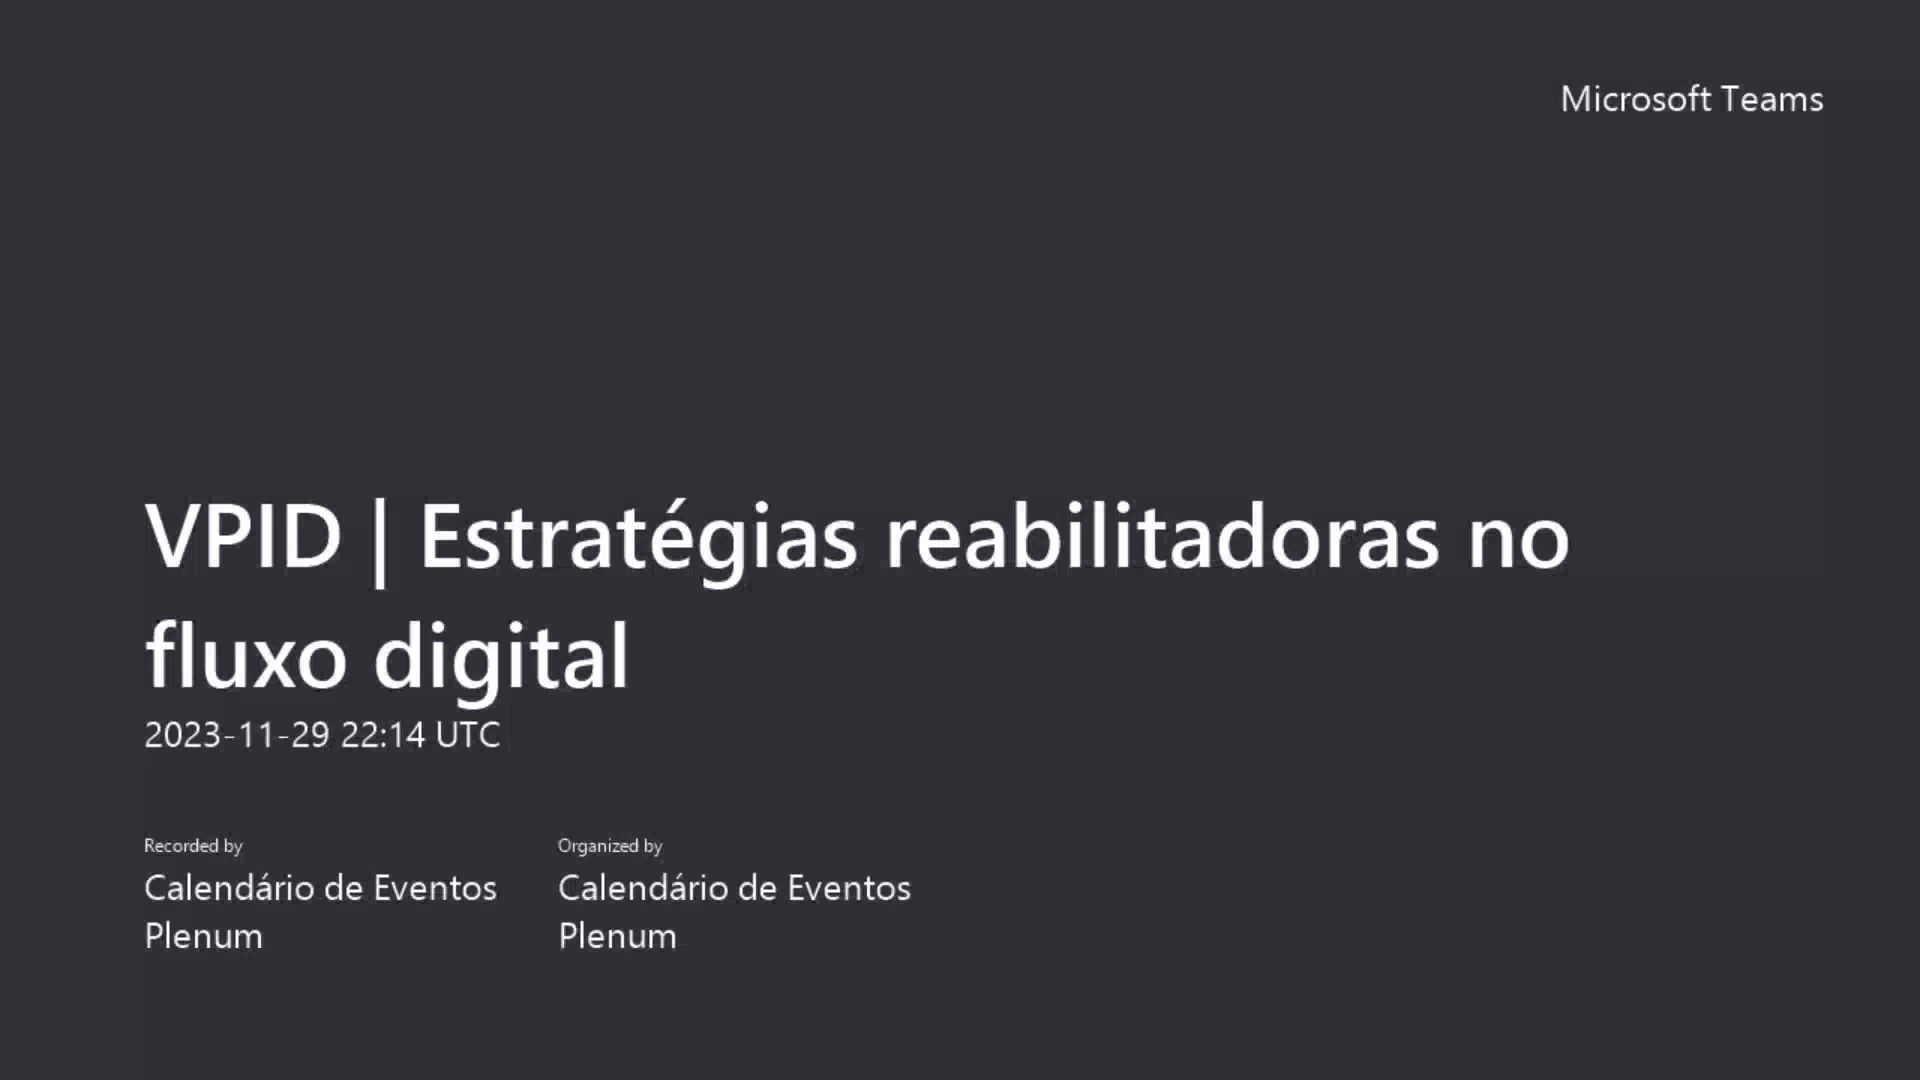 Microsoft Teams
VPID | Estratégias reabilitadoras no
fluxo digital
2023-11-29 22:14 UTC
Recorded by
Calendário de Eventos
Plenum
Organized by
Calendário de Eventos
Plenum